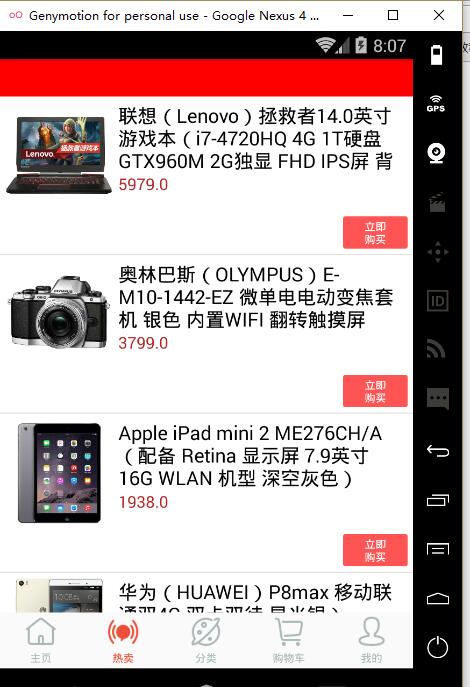 Genymotion for personal use - Google Nexus 4 ...
8:07
GPS
联想（Lenovo）拯救者14.0英寸
游戏本（i7-4720HQ 4G 1T硬盘
GTX960M 2G独显 FHD IPS屏 背
5979.0
Lenovo.
拯救者游戏本
立即
购买
奥林巴斯（OLYMPUS）E-
M10-1442-EZ 微单电电动变焦套
机 银色 内置WIFI 翻转触摸屏
3799.0
立即
购买
Apple iPad mini 2 ME276CH/A
（配备 Retina 显示屏 7.9英寸
16G WLAN 机型 深空灰色）
1938.0
立即
购买
ID
华为（HUAWEI）P8max 移动联
通双4G 双卡双待 日光银）
主页
热卖
分类
购物车
我的